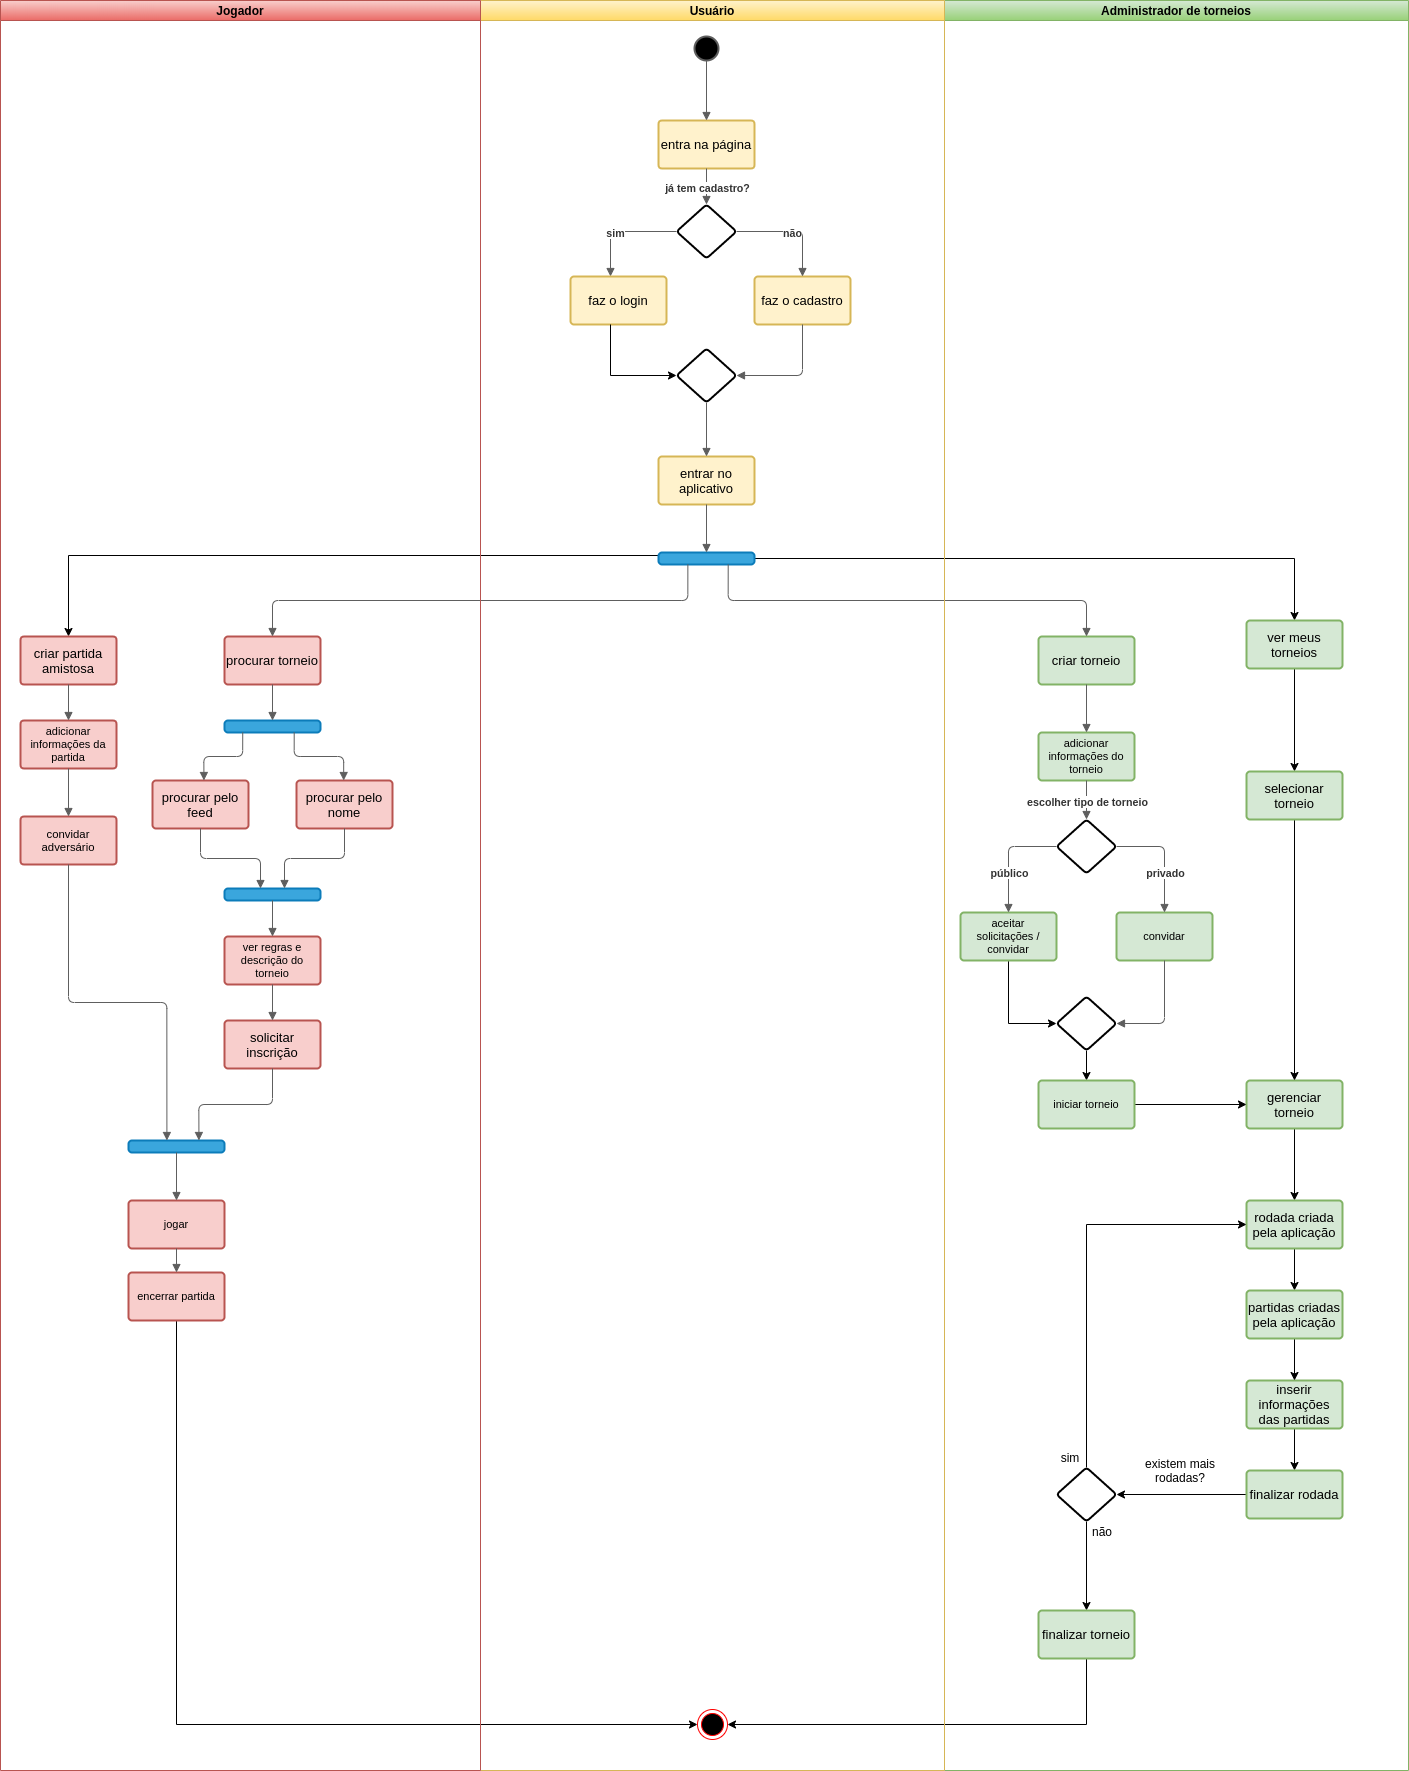 Jogador
Usuário
Administrador de torneios
entra na página
já tem cadastro?
sim
não
faz o login
faz o cadastro
entrar no
aplicativo
criar partida
amistosa
procurar torneio
criar torneio
ver meus
torneios
adicionar
informações da
partida
adicionar
informações do
torneio
procurar pelo
feed
procurar pelo
nome
selecionar
torneio
escolher tipo de torneio
convidar
adversário
público
privado
aceitar
solicitações /
convidar
convidar
ver regras e
descrição do
torneio
solicitar
inscrição
iniciar torneio
gerenciar
torneio
jogar
rodada criada
pela aplicação
encerrar partida
partidas criadas
pela aplicação
inserir
informações
das partidas
sim
existem mais
rodadas?
finalizar rodada
não
finalizar torneio